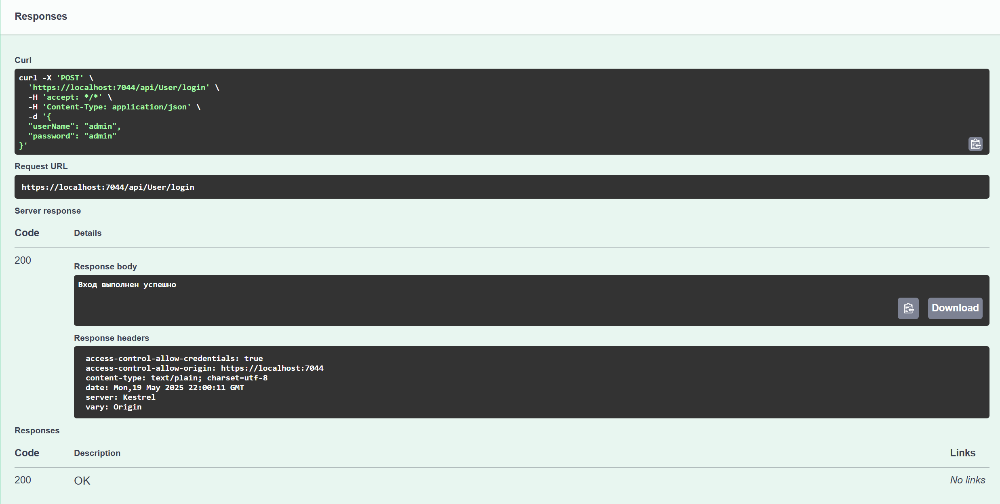 Responses
Curl
curl -X 'POST' \
  'https://localhost:7044/api/User/login' \
  -H 'accept: */*' \
  -H 'Content-Type: application/json' \
  -d '{
  "userName": "admin",
  "password": "admin"
}'
Request URL
https://localhost:7044/api/User/login
Server response
Code Details
200
Response body
Вход выполнен успешно
Download
Response headers
access-control-allow-credentials: true
access-control-allow-origin: https://localhost:7044
content-type: text/plain; charset=utf-8
date: Mon,19 May 2025 22:00:11 GMT
server: Kestrel
vary: Origin
Responses
Code Description Links
200 OK No links